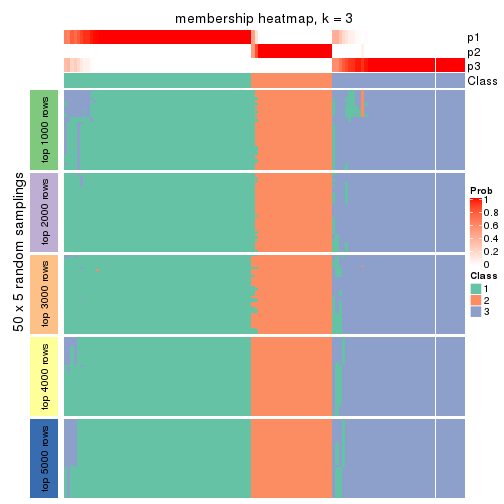 membership heatmap, k = 3
p1
p2
p3
Class
50 x 5 random samplings
top 1000 rows
top 2000 rows
top 3000 rows
top 4000 rows
top 5000 rows
Prob
1
0.8
0.6
0.4
0.2
0
Class
1
2
3